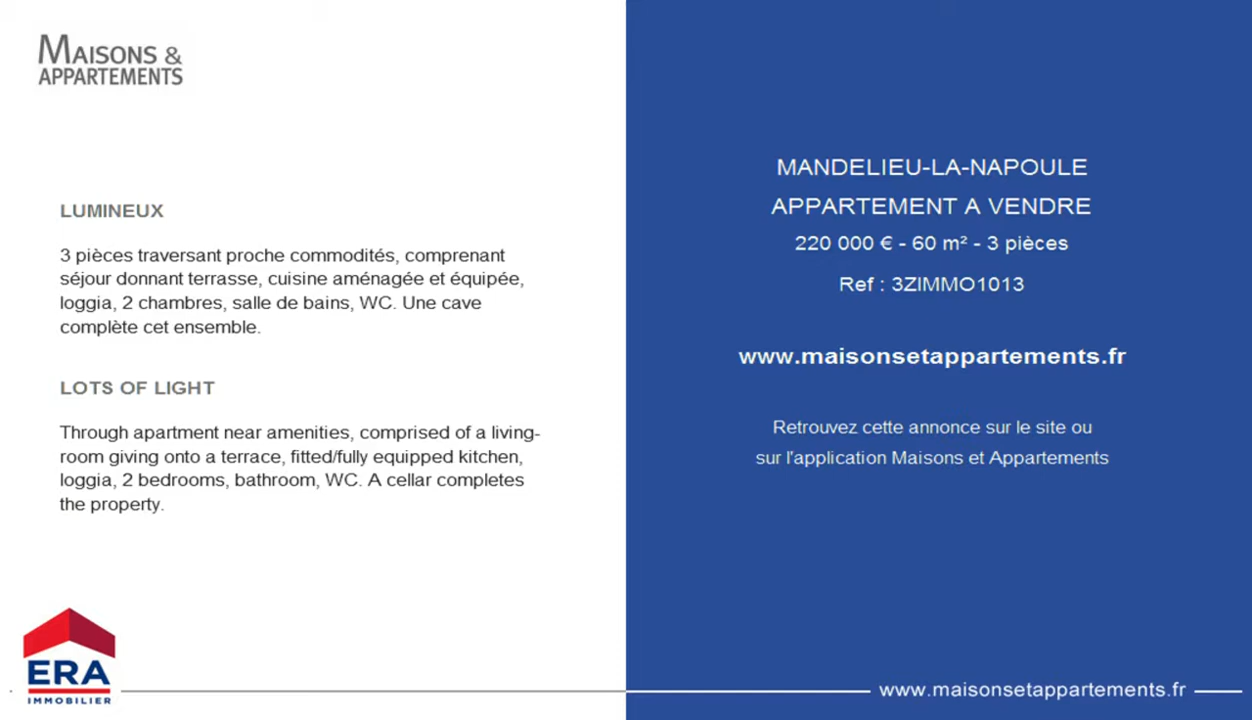 MAISONS &
APPARTEMENTS
LUMINEUX
3 pièces traversant proche commodités, comprenant
séjour donnant terrasse, cuisine aménagée et équipée,
loggia, 2 chambres, salle de bains, WC. Une cave
complète cet ensemble.
LOTS OF LIGHT
Through apartment near amenities, comprised of a living-
room giving onto a terrace, fitted/fully equipped kitchen,
loggia, 2 bedrooms, bathroom, WC. A cellar completes
the property.
ERA
IMMOBILIER
MANDELIEU-LA-NAPOULE
APPARTEMENT A VENDRE
220 000 € - 60 m² - 3 pièces
Ref : 3ZIMMO1013
www.maisonsetappartements.fr
Retrouvez cette annonce sur le site ou
sur l'application Maisons et Appartements
www.maisonsetappartements.fr